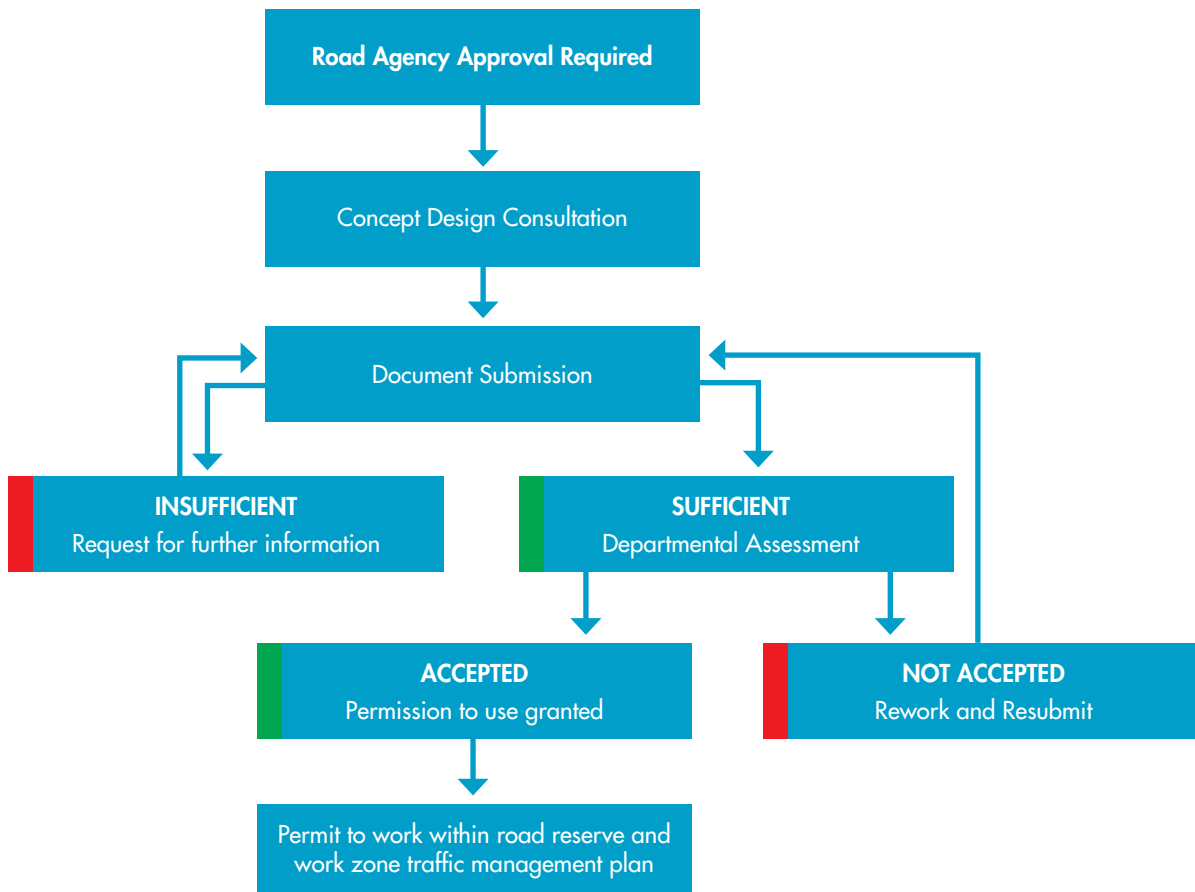 Road Agency Approval Required
Concept Design Consultation
Document Submission
INSUFFICIENT
Request for further information
SUFFICIENT
Departmental Assessment
ACCEPTED
Permission to use granted
NOT ACCEPTED
Rework and Resubmit
Permit to work within road reserve and
work zone traffic management plan